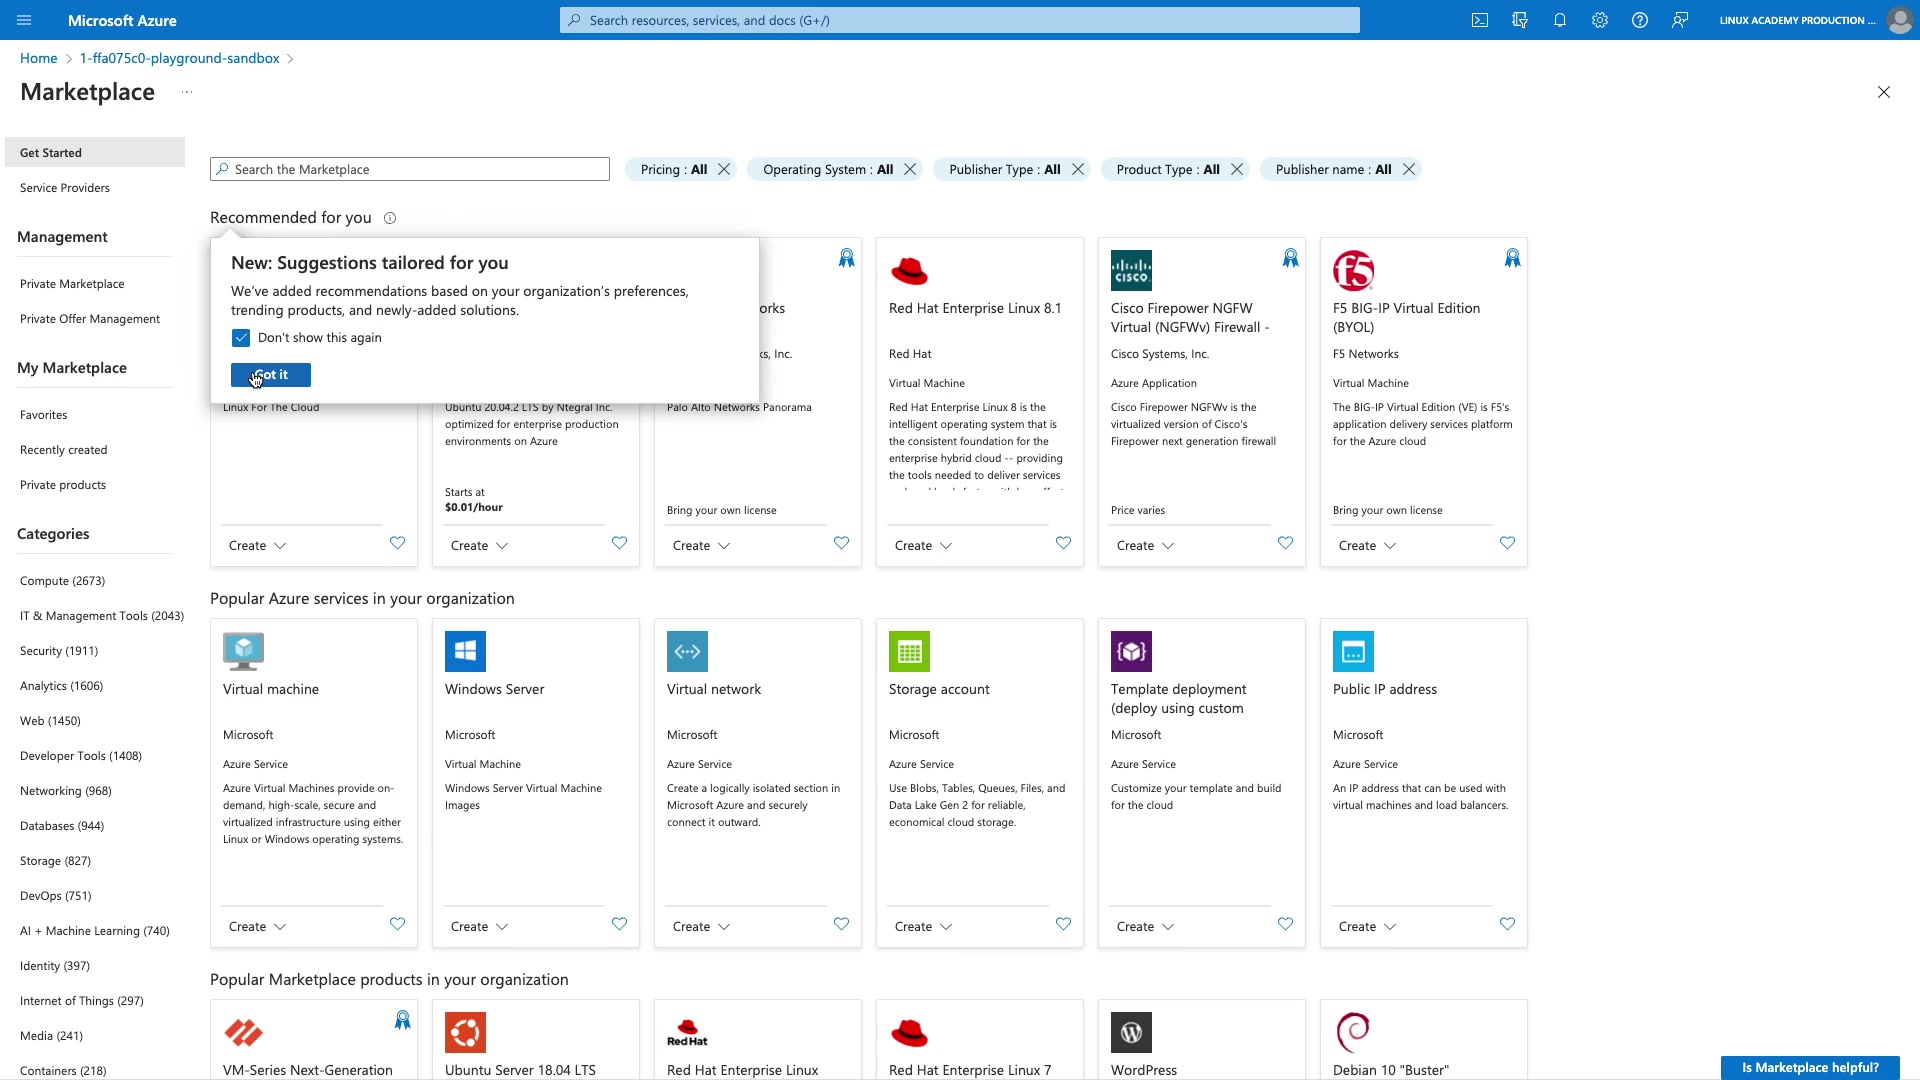 Microsoft Azure
Search resources, services, and docs (G+/)
LINUX ACADEMY PRODUCTION ...
Home > 1-ffa075c0-playground-sandbox >
Marketplace ...
Get Started
Service Providers
Management
Private Marketplace
Private Offer Management
My Marketplace
Favorites
Recently created
Private products
Categories
Compute (2673)
IT & Management Tools (2043)
Security (1911)
Analytics (1606)
Web (1450)
Developer Tools (1408)
Networking (968)
Databases (944)
Storage (827)
DevOps (751)
AI + Machine Learning (740)
Identity (397)
Internet of Things (297)
Media (241)
Containers (218)
Search the Marketplace
Pricing : All
Operating System : All
Publisher Type : All
Product Type : All
Publisher name : All
Recommended for you
New: Suggestions tailored for you
We've added recommendations based on your organization's preferences,
trending products, and newly-added solutions.
Don't show this again
Got it
Linux For The Cloud
Create
Ubuntu 20.04.2 LTS by Ntegral Inc.
optimized for enterprise production
environments on Azure
Starts at
$0.01/hour
Create
orks
ks, Inc.
Palo Alto Networks Panorama
Bring your own license
Create
Red Hat Enterprise Linux 8.1
Red Hat
Virtual Machine
Red Hat Enterprise Linux 8 is the
intelligent operating system that is
the consistent foundation for the
enterprise hybrid cloud -- providing
the tools needed to deliver services
Create
CISCO.
Cisco Firepower NGFW
Virtual (NGFWv) Firewall -
Cisco Systems, Inc.
Azure Application
Cisco Firepower NGFWv is the
virtualized version of Cisco's
Firepower next generation firewall
Price varies
Create
f5
F5 BIG-IP Virtual Edition
(BYOL)
F5 Networks
Virtual Machine
The BIG-IP Virtual Edition (VE) is F5's
application delivery services platform
for the Azure cloud
Bring your own license
Create
Popular Azure services in your organization
Virtual machine
Microsoft
Azure Service
Azure Virtual Machines provide on-
demand, high-scale, secure and
virtualized infrastructure using either
Linux or Windows operating systems.
Create
Windows Server
Microsoft
Virtual Machine
Windows Server Virtual Machine
Images
Create
Virtual network
Microsoft
Azure Service
Create a logically isolated section in
Microsoft Azure and securely
connect it outward.
Create
Storage account
Microsoft
Azure Service
Use Blobs, Tables, Queues, Files, and
Data Lake Gen 2 for reliable,
economical cloud storage.
Create
Template deployment
(deploy using custom
Microsoft
Azure Service
Customize your template and build
for the cloud
Create
Public IP address
Microsoft
Azure Service
An IP address that can be used with
virtual machines and load balancers.
Create
Popular Marketplace products in your organization
VM-Series Next-Generation
Ubuntu Server 18.04 LTS
Red Hat
Red Hat Enterprise Linux
Red Hat Enterprise Linux 7
WordPress
Debian 10 "Buster"
Is Marketplace helpful?